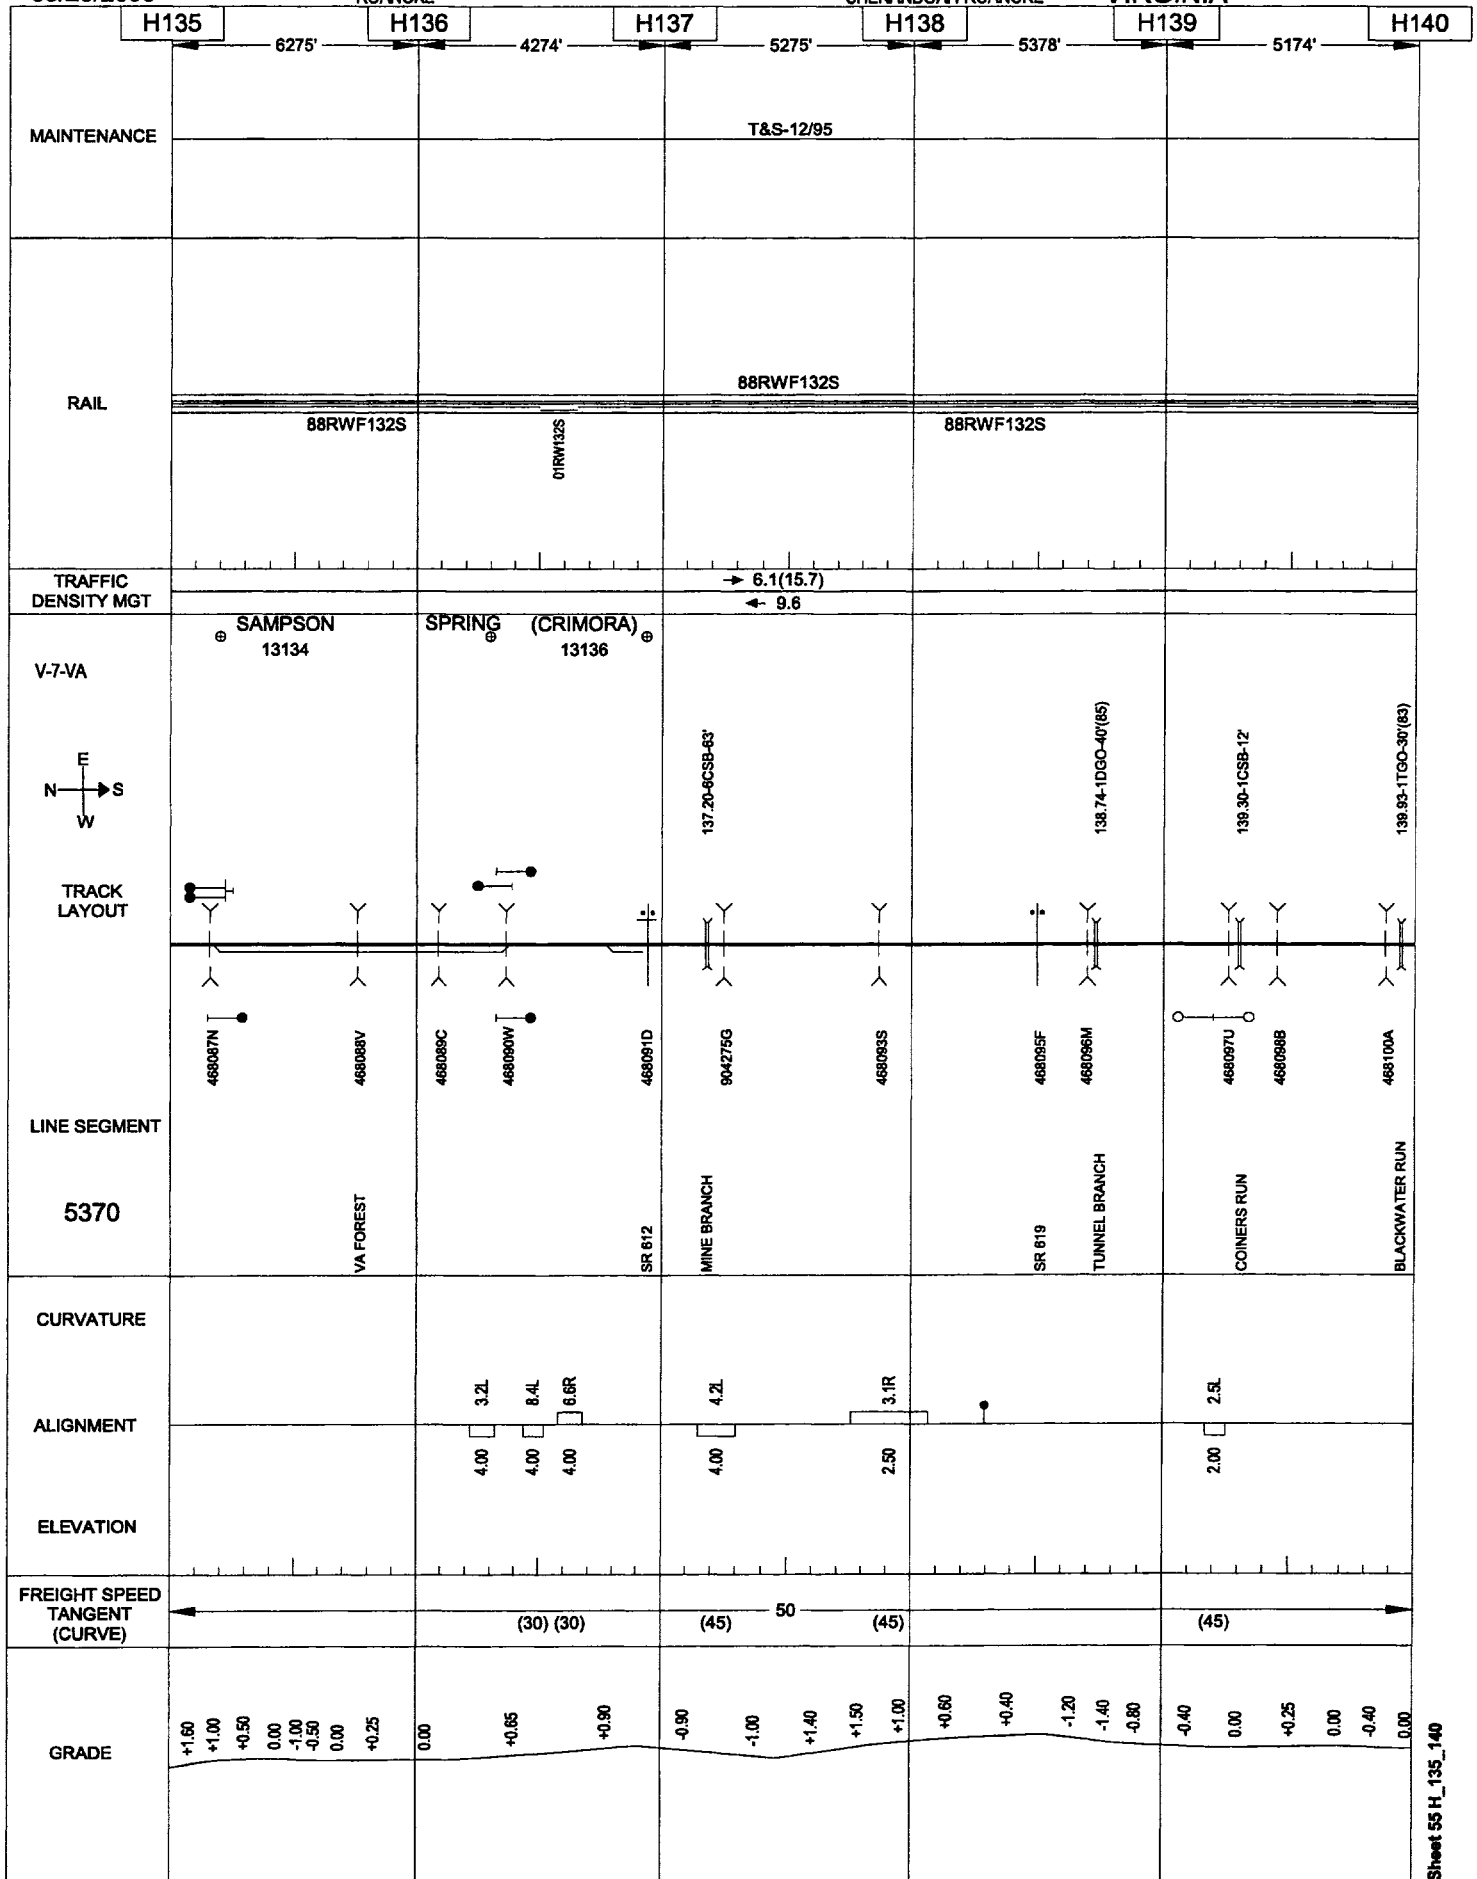 H135 H136 H137 H138 H139 H140
6275' 4274' 5275' 5378' 5174'
MAINTENANCE
T&S-12/95
RAIL
88RWF132S
88RWF132S 88RWF132S
01RW132S
TRAFFIC
DENSITY MGT
6.1(15.7)
9.6
SAMPSON SPRING (CRIMORA)
13134 13136
V-7-VA
E
N S
W
137.20-6CSB-63'
138.74-1DGO-40'(85)
139.30-1CSB-12'
139.93-1TGO-30'(83)
TRACK
LAYOUT
468087N
468088V
468089C
468090W
468091D
904275G
468093S
468095F
468096M
468097U
468098B
468100A
LINE SEGMENT
5370
VA FOREST
SR 612
MINE BRANCH
SR 619
TUNNEL BRANCH
COINERS RUN
BLACKWATER RUN
CURVATURE
3.2L 8.4L 6.6R 4.2L 3.1R 2.5L
ALIGNMENT
4.00 4.00 4.00 4.00 2.50 2.00
ELEVATION
FREIGHT SPEED
TANGENT
(CURVE)
50
(30) (30) (45) (45) (45)
GRADE
+1.60 +1.00 +0.50 0.00 -1.00 -0.50 0.00 +0.25 0.00 +0.65 +0.90 -0.90 -1.00 +1.40 +1.50 +1.00 +0.60 +0.40 -1.20 -1.40 -0.80 -0.40 0.00 +0.25 0.00 -0.40 0.00
Sheet 55 H_135_140